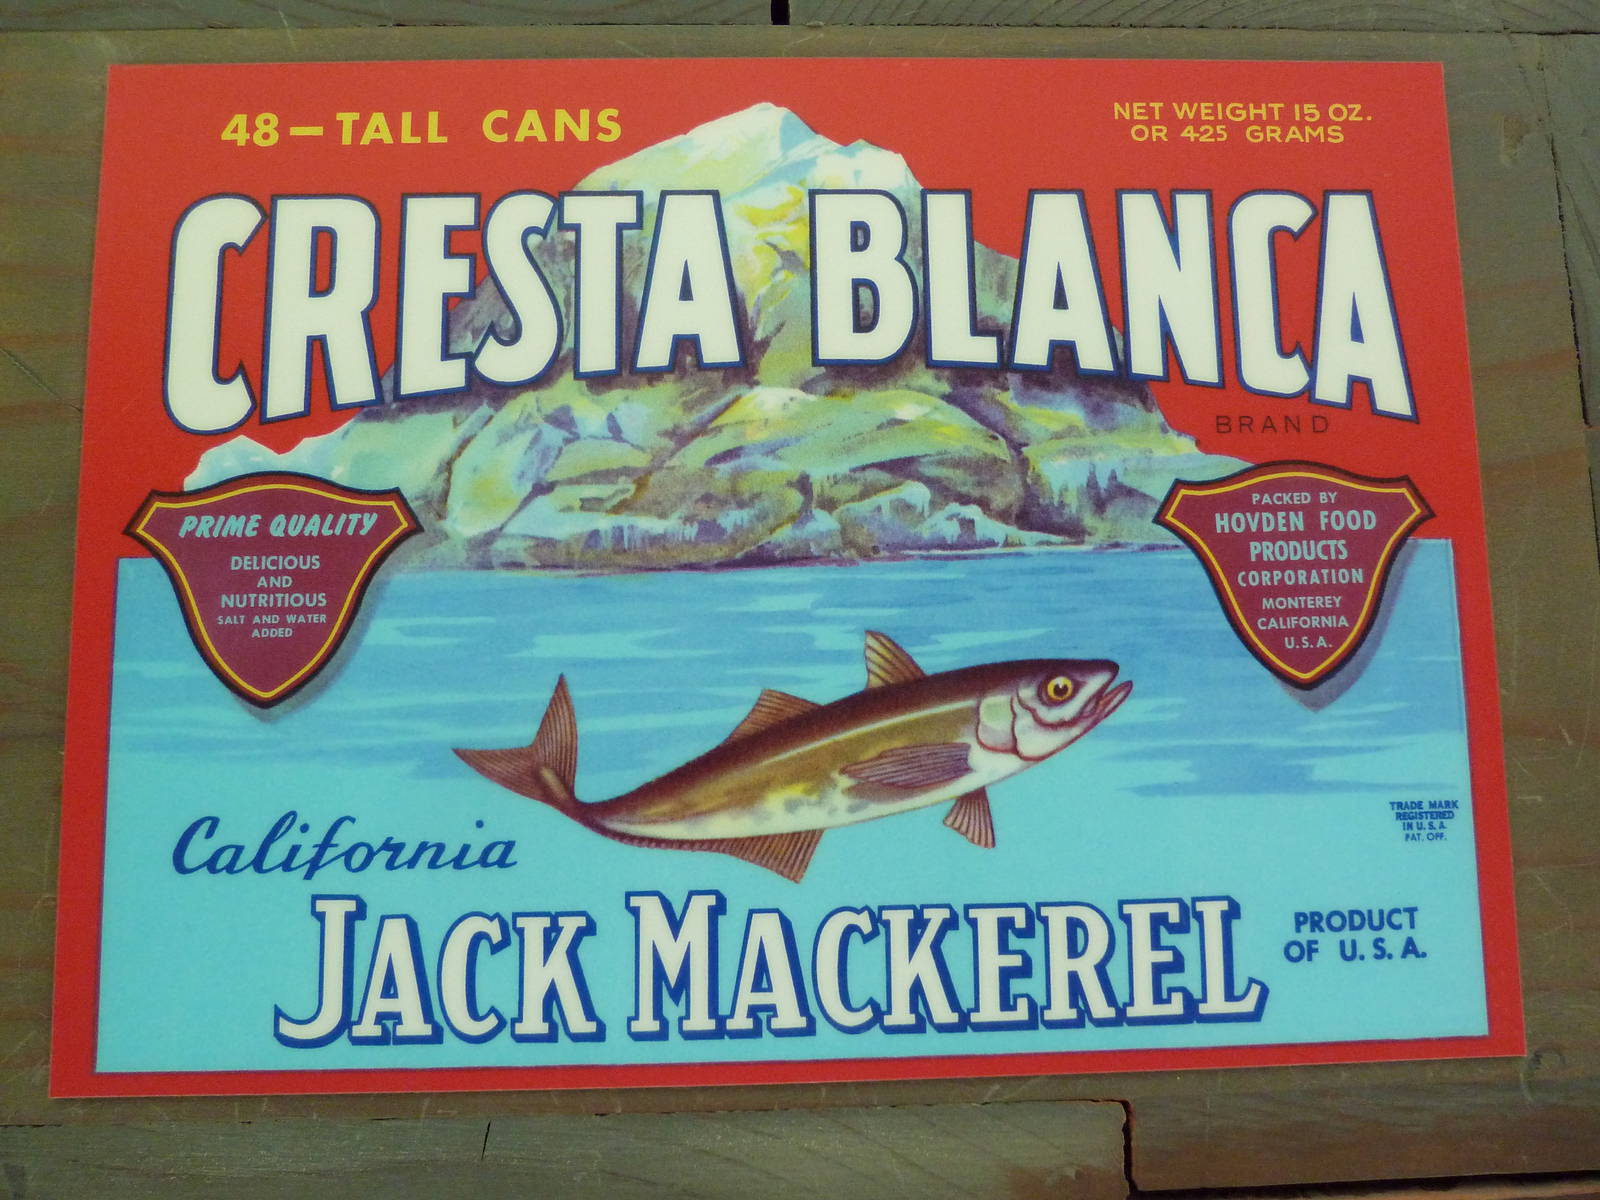 48-TALL CANS
NET WEIGHT 15 OZ.
OR 425 GRAMS
CRESTA BLANCA
BRAND
PRIME QUALITY
DELICIOUS
AND
NUTRITIOUS
SALT AND WATER
ADDED
PACKED BY
HOVDEN FOOD
PRODUCTS
CORPORATION
MONTEREY
CALIFORNIA
U.S.A.
TRADE MARK
REGISTERED
IN U.S.A.
PAT. OFF.
California
JACK MACKEREL
PRODUCT
OF U.S.A.